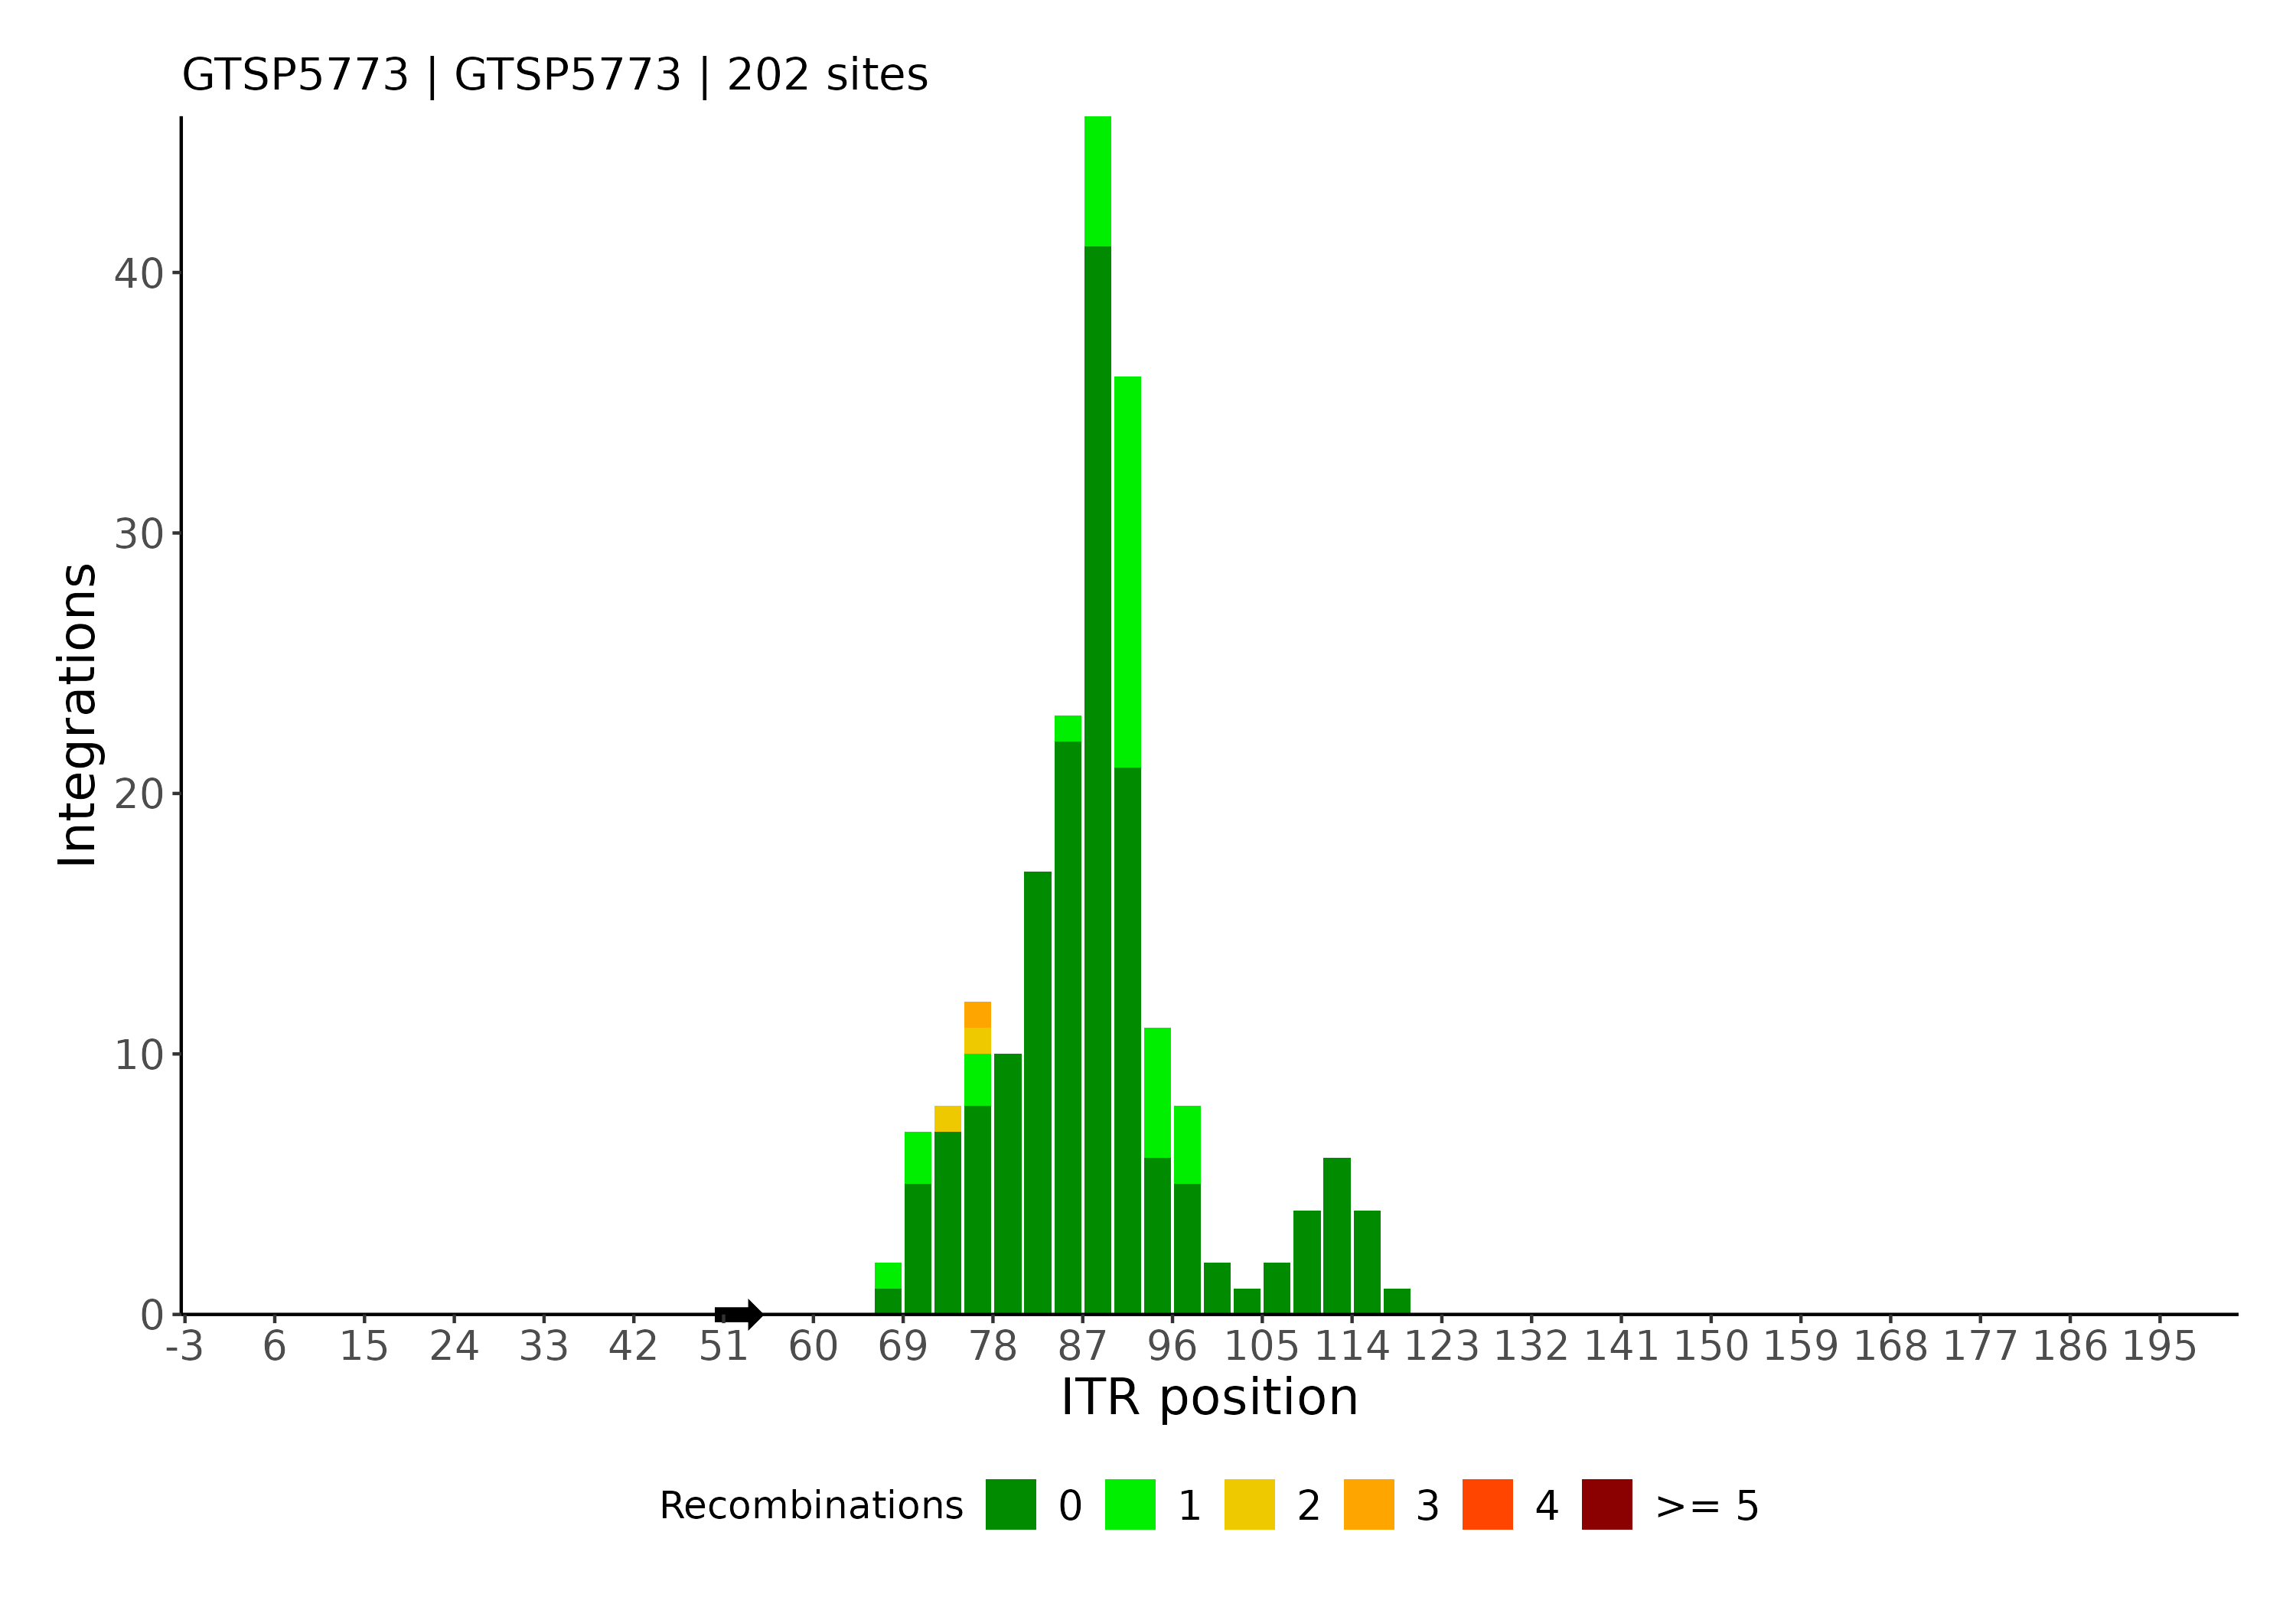 GTSP5773 | GTSP5773 | 202 sites
Integrations
40
30
20
10
0
-3 6 15 24 33 42 51 60 69 78 87 96 105 114 123 132 141 150 159 168 177 186 195
ITR position
Recombinations 0 1 2 3 4 >= 5